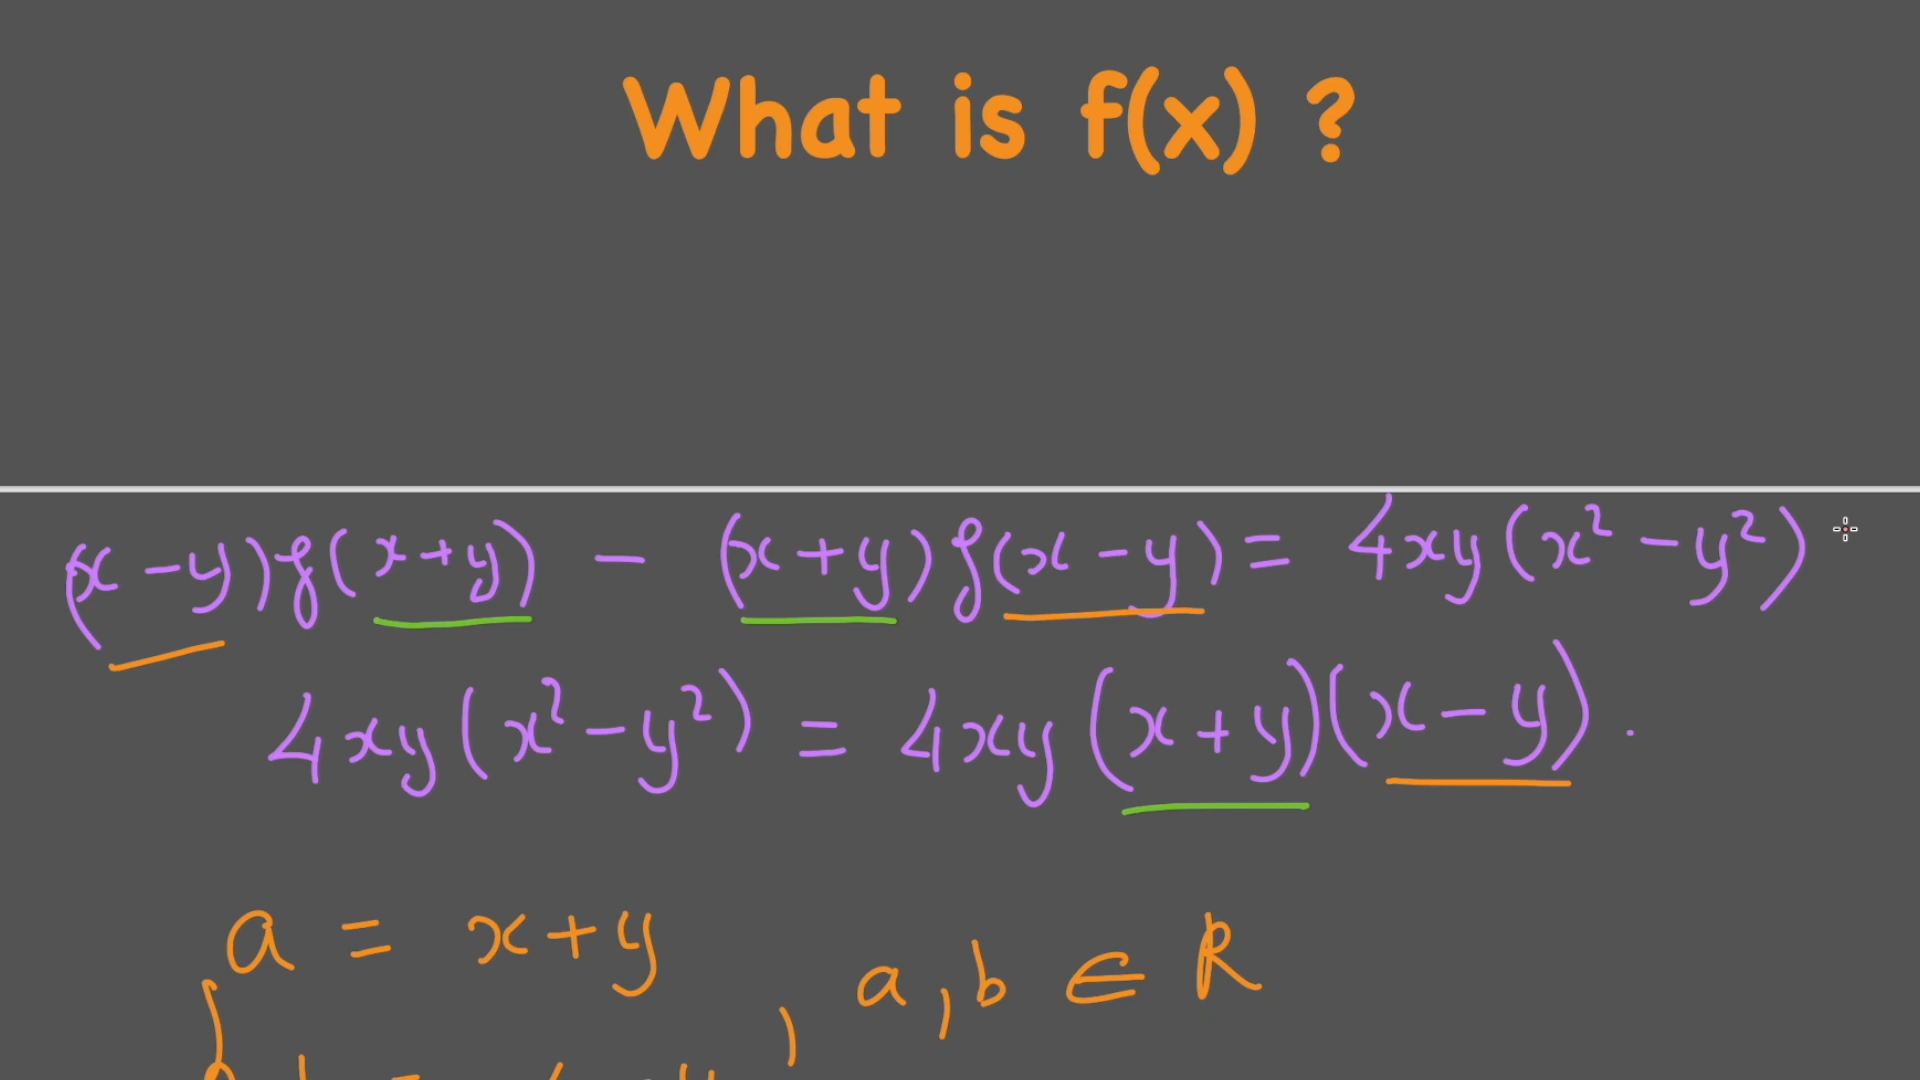 What is f(x) ?
(x - y) f(x + y) - (x + y) f(x - y) = 4xy(x² - y²)
4xy(x² - y²) = 4xy(x + y)(x - y).
a = x + y
, a, b ∈ R